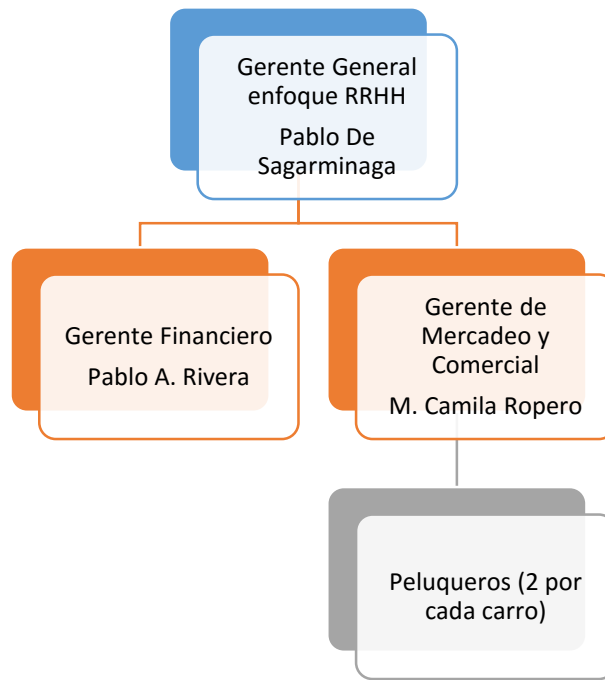 Gerente General
enfoque RRHH
Pablo De
Sagarminaga
Gerente Financiero
Pablo A. Rivera
Gerente de
Mercadeo y
Comercial
M. Camila Ropero
Peluqueros (2 por
cada carro)